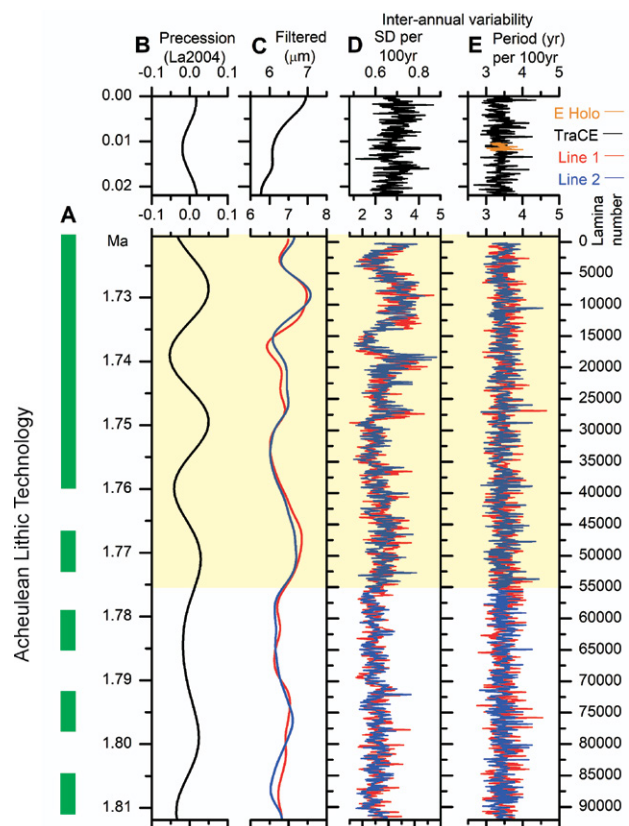 Inter-annual variability
B C D E
Precession Filtered SD per Period (yr)
(La2004) (μm) 100yr per 100yr
-0.1 0.0 0.1 6 7 0.6 0.8 3 4 5
0.00
E Holo
TraCE
0.01
Line 1
Line 2
0.02
-0.1 0.0 0.1 6 7 8 2 3 4 5 3 4 5
A
Lamina
number
Ma
0
5000
1.73
10000
15000
1.74
20000
25000
1.75
30000
35000
1.76
40000
45000
1.77
50000
55000
1.78
60000
65000
1.79
70000
75000
1.80
80000
85000
1.81
90000
Acheulean Lithic Technology